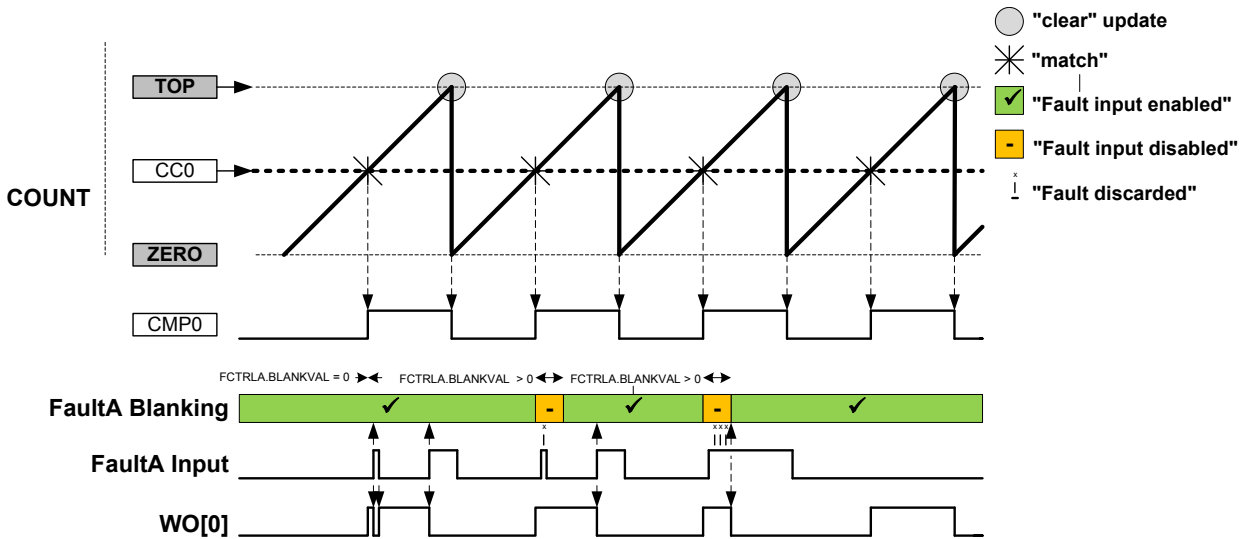 "clear" update
"match"
"Fault input enabled"
"Fault input disabled"
"Fault discarded"
TOP
CC0
COUNT
ZERO
CMP0
FCTRLA.BLANKVAL = 0
FCTRLA.BLANKVAL > 0
FCTRLA.BLANKVAL > 0
FaultA Blanking
- -
x xxx
FaultA Input
WO[0]
- 
x